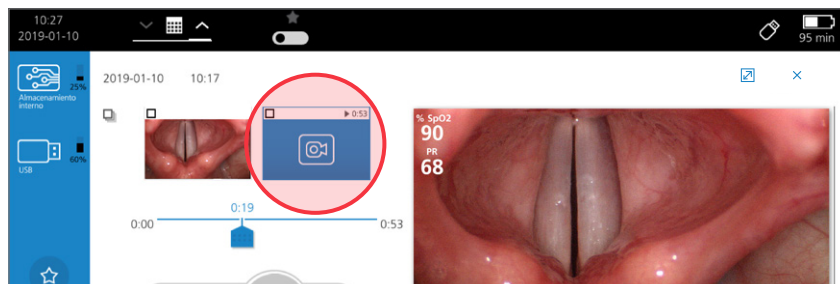 10:27
2019-01-10
95 min
25%
Almacenamiento
interno
60%
USB
2019-01-10 10:17
0:53
0:19
0:00
0:53
% SpO2
90
PR
68